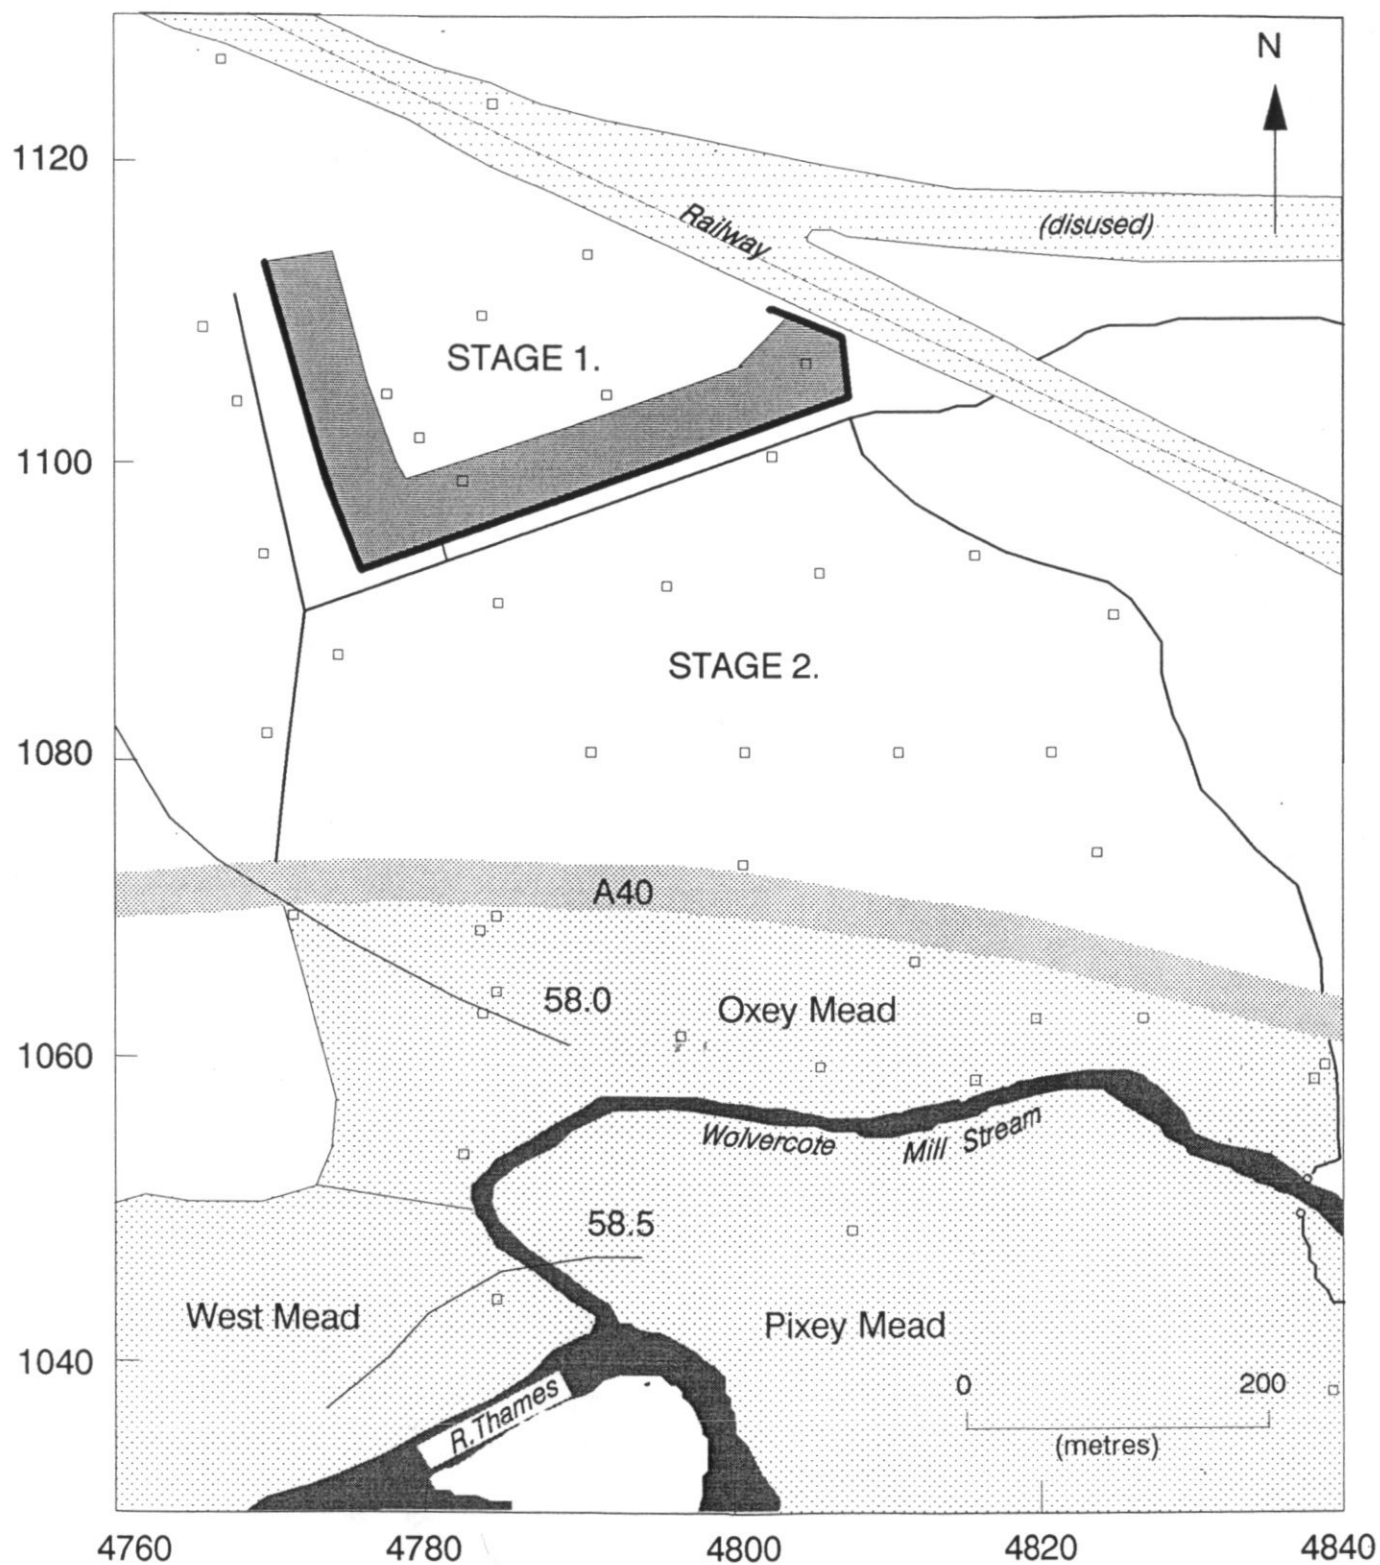 N
1120
Railway
(disused)
STAGE 1.
1100
STAGE 2.
1080
A40
58.0
Oxey Mead
1060
Wolvercote Mill Stream
58.5
West Mead
Pixey Mead
1040
0 200
R.Thames
(metres)
4760 4780 4800 4820 4840